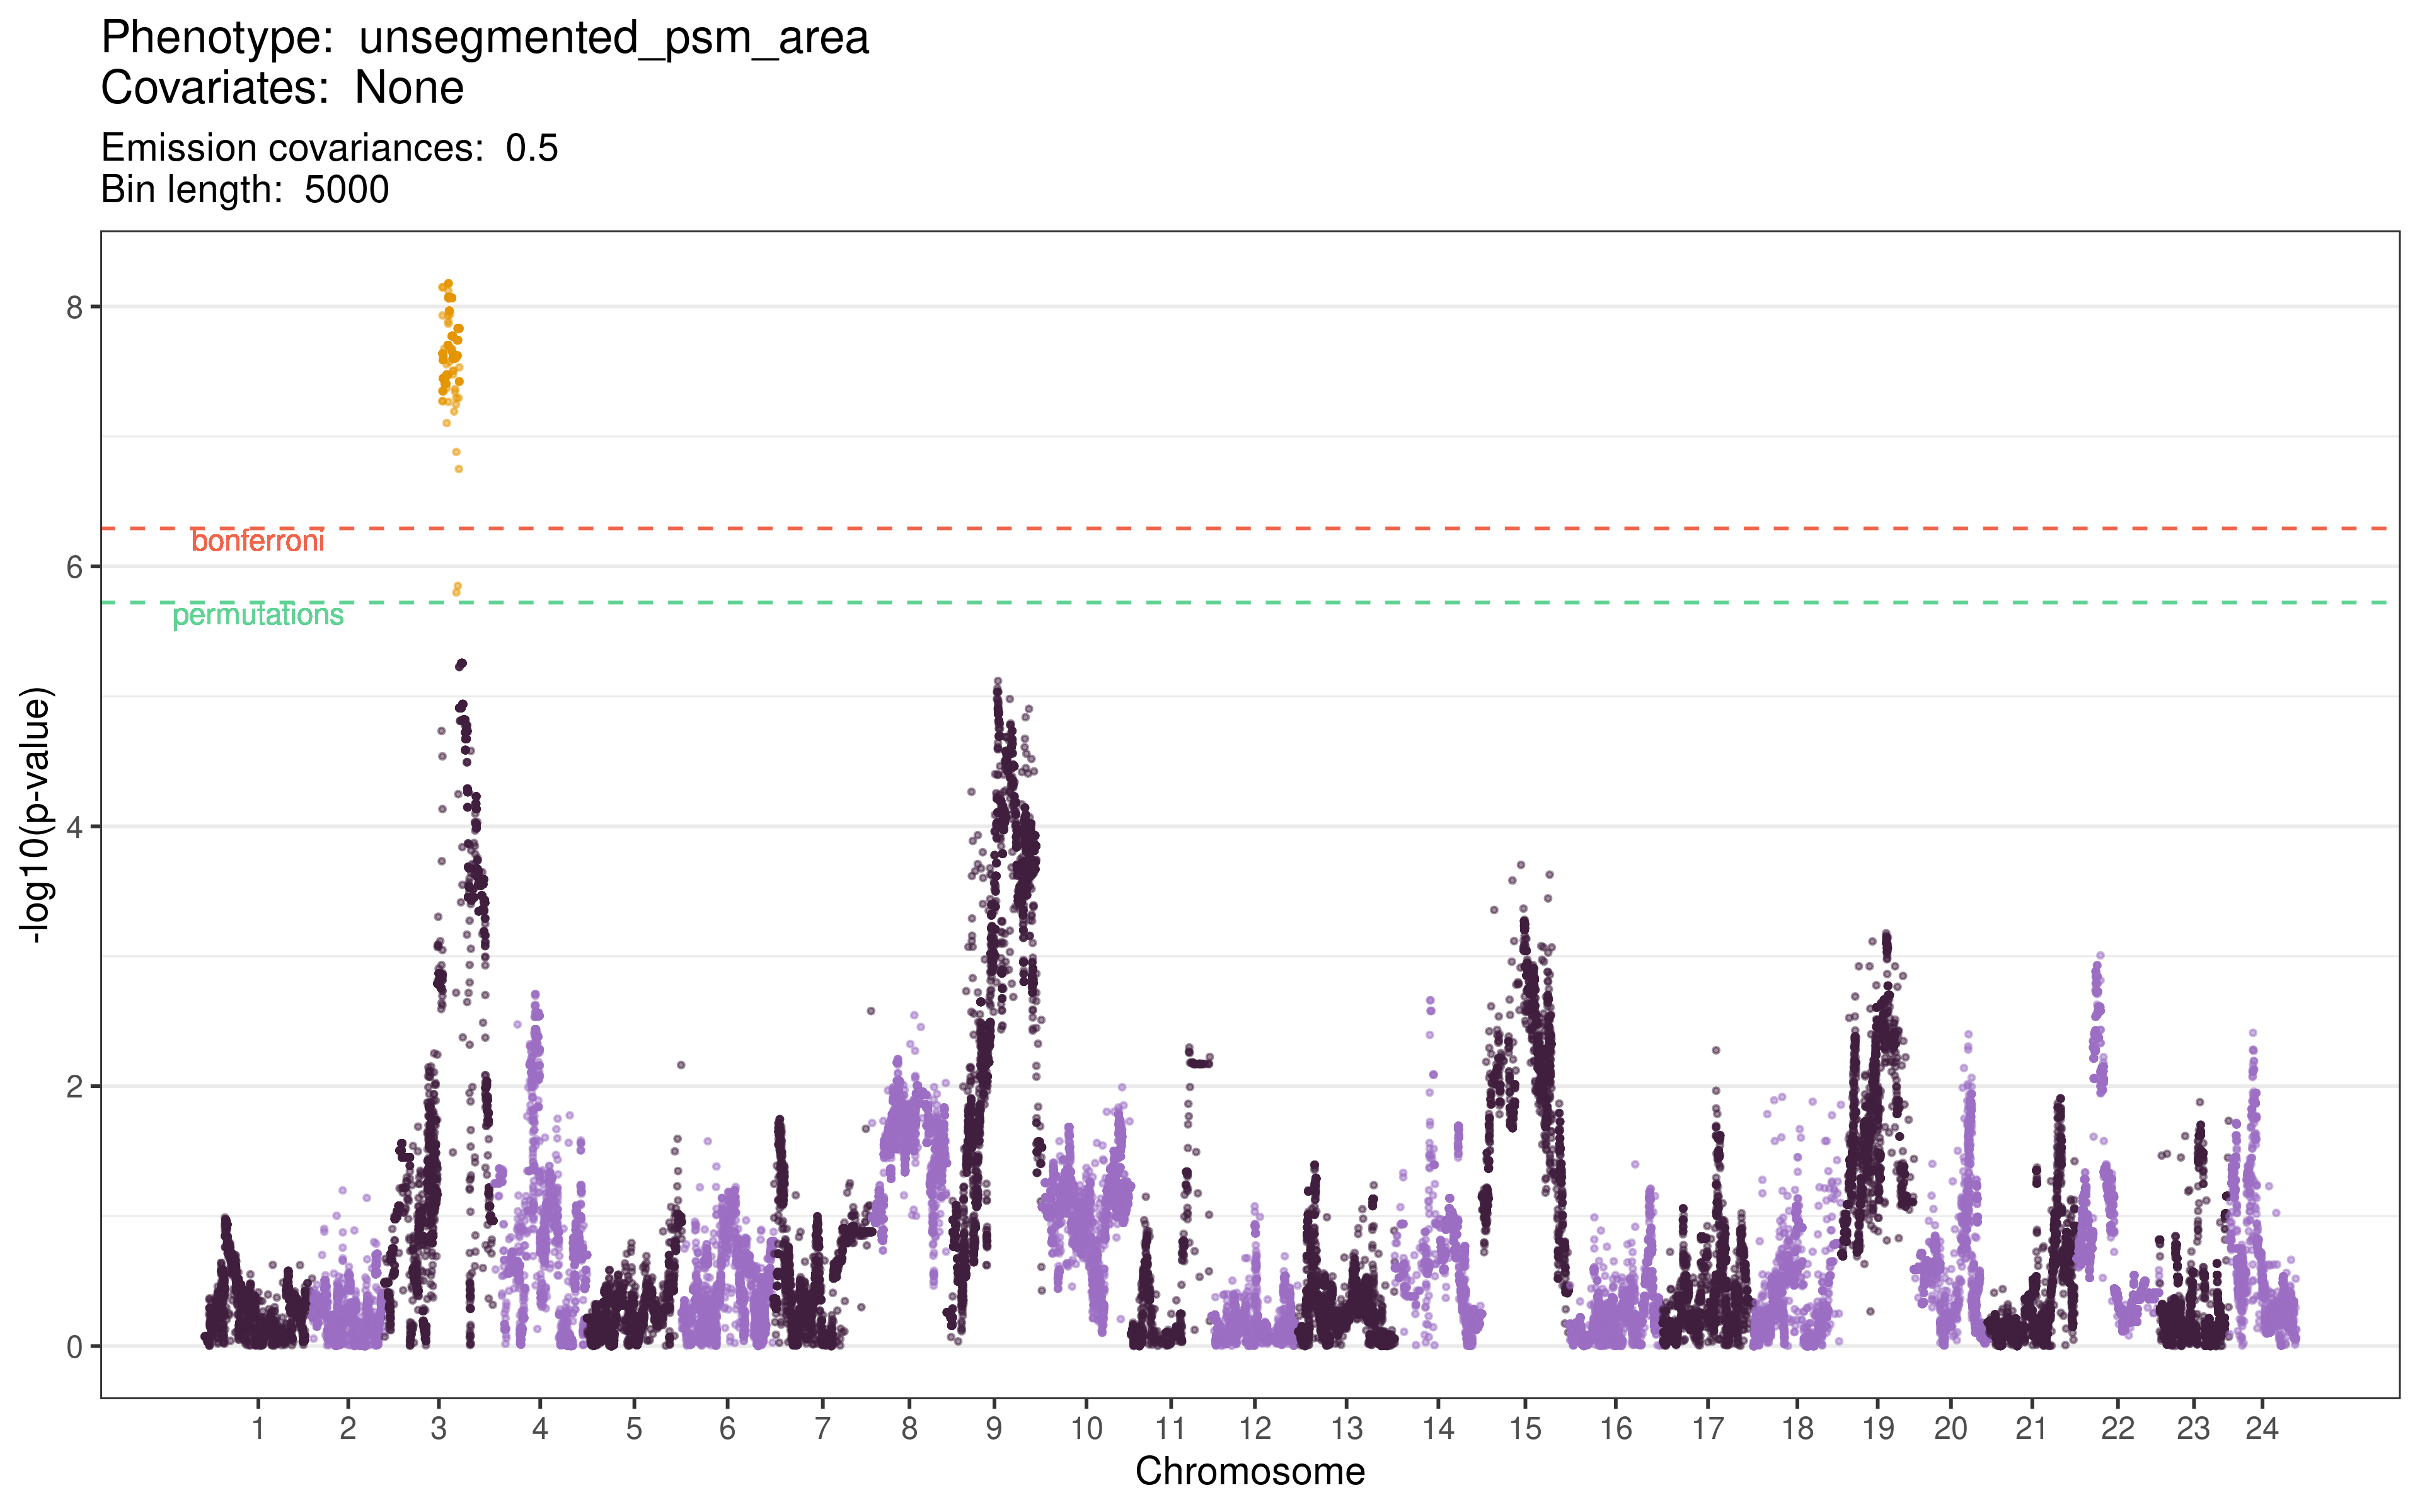 Phenotype: unsegmented_psm_area
Covariates: None
Emission covariances: 0.5
Bin length: 5000
8
bonferroni
6
permutations
4
2
0
-log10(p-value)
1 2 3 4 5 6 7 8 9 10 11 12 13 14 15 16 17 18 19 20 21 22 23 24
Chromosome